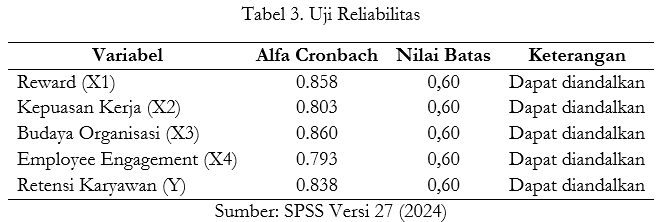 Tabel 3. Uji Reliabilitas
Variabel Alfa Cronbach Nilai Batas Keterangan
Reward (X1) 0.858 0,60 Dapat diandalkan
Kepuasan Kerja (X2) 0.803 0,60 Dapat diandalkan
Budaya Organisasi (X3) 0.860 0,60 Dapat diandalkan
Employee Engagement (X4) 0.793 0,60 Dapat diandalkan
Retensi Karyawan (Y) 0.838 0,60 Dapat diandalkan
Sumber: SPSS Versi 27 (2024)